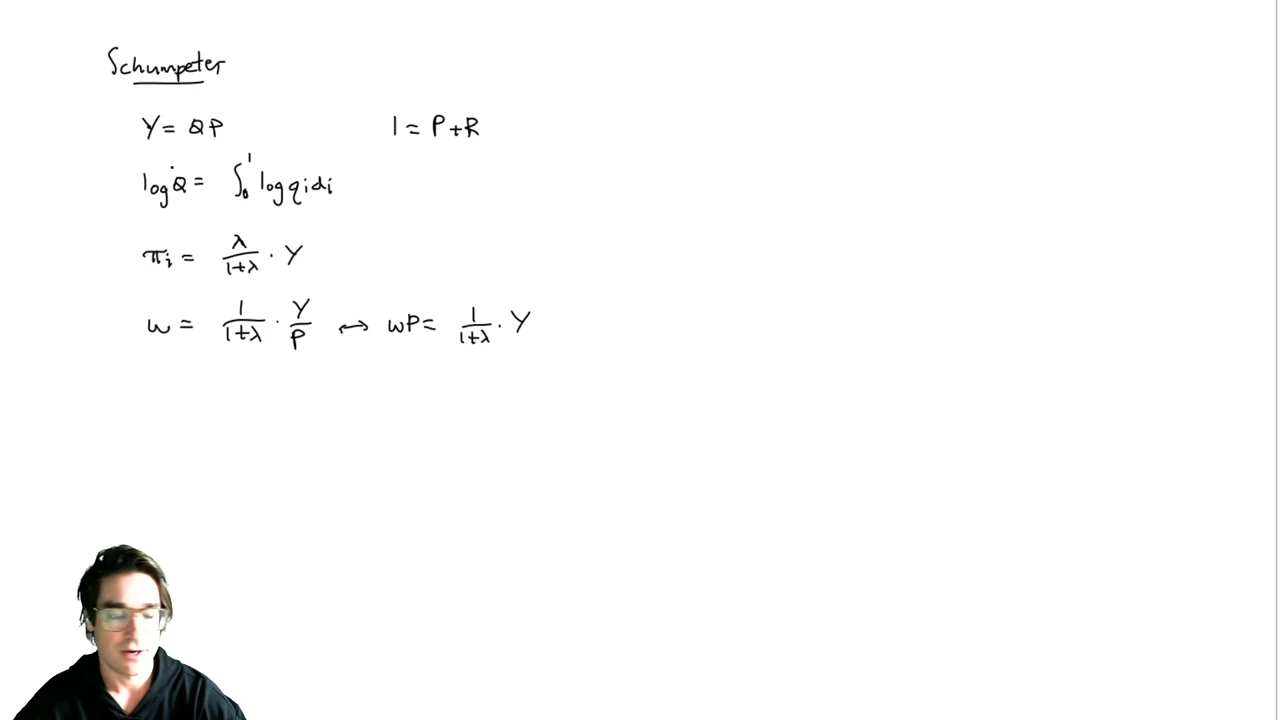 Schumpeter
Y = QP    1 = P + R
log Q̇ = ∫₀¹ log qᵢ di
πᵢ = λ/(1+λ) · Y
w = 1/(1+λ) · Y/P ↔ wP = 1/(1+λ) · Y